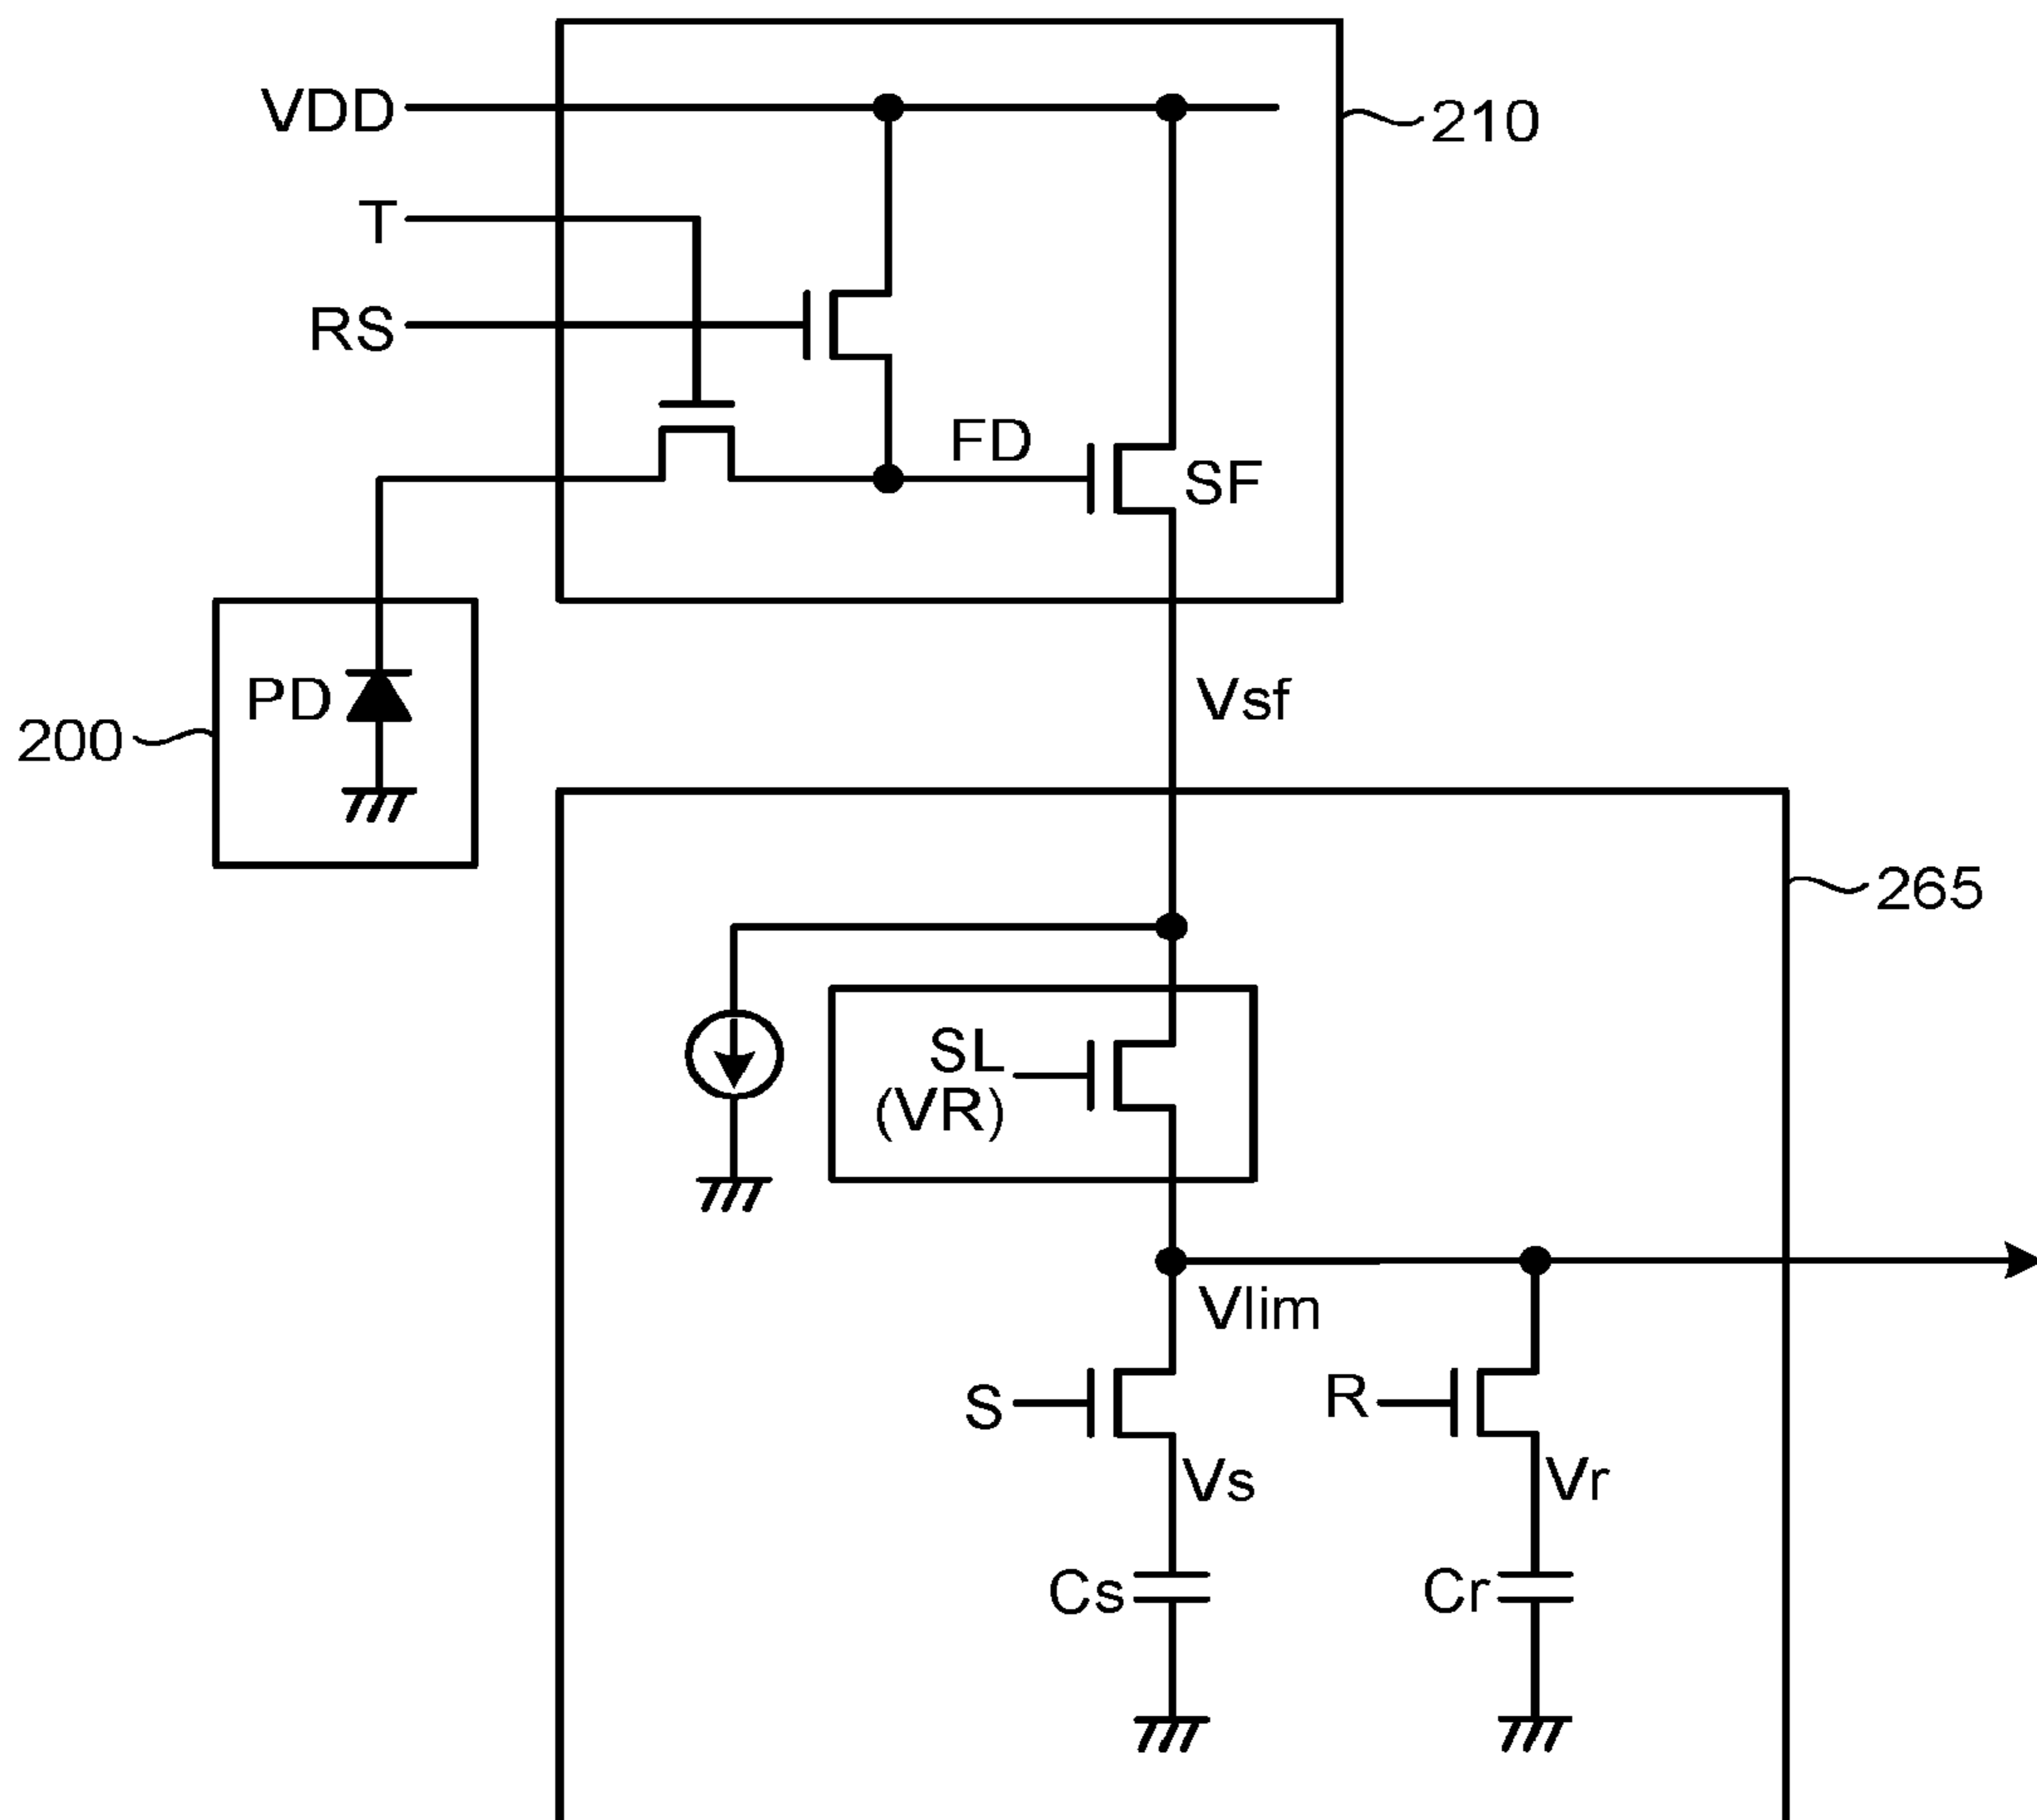 VDD
210
T
RS
FD
SF
PD
Vsf
200
265
SL
(VR)
Vlim
S
R
Vs
Vr
Cs
Cr